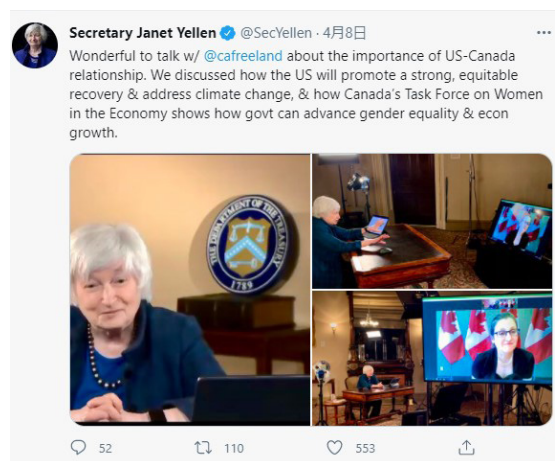 Secretary Janet Yellen @SecYellen · 4月8日
Wonderful to talk w/ @cafreeland about the importance of US-Canada
relationship. We discussed how the US will promote a strong, equitable
recovery & address climate change, & how Canada's Task Force on Women
in the Economy shows how govt can advance gender equality & econ
growth.
THE DEPARTMENT OF THE TREASURY
1789
52 110 553